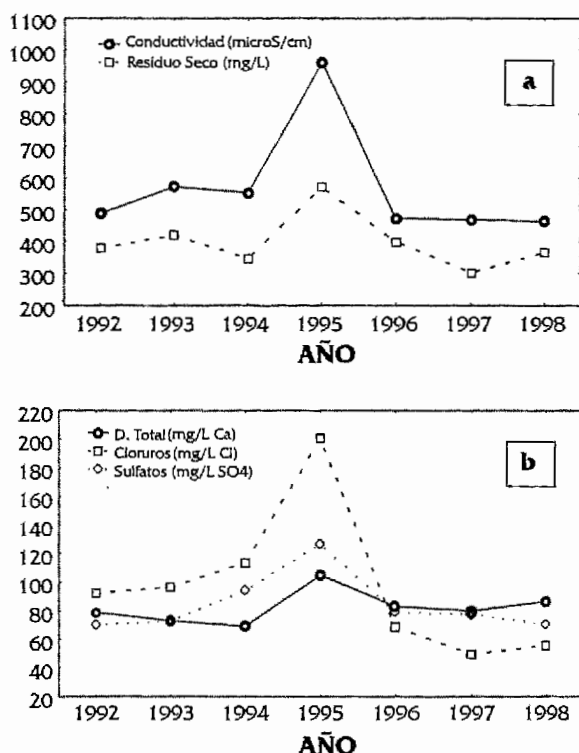 1100
1000
900
800
700
600
500
400
300
200
Conductividad (microS/cm)
Resíduo Seco (mg/L)
a
1992 1993 1994 1995 1996 1997 1998
AÑO
220
200
180
160
140
120
100
80
60
40
20
D. Total (mg/L Ca)
Cloruros (mg/L Cl)
Sulfatos (mg/L SO4)
b
1992 1993 1994 1995 1996 1997 1998
AÑO